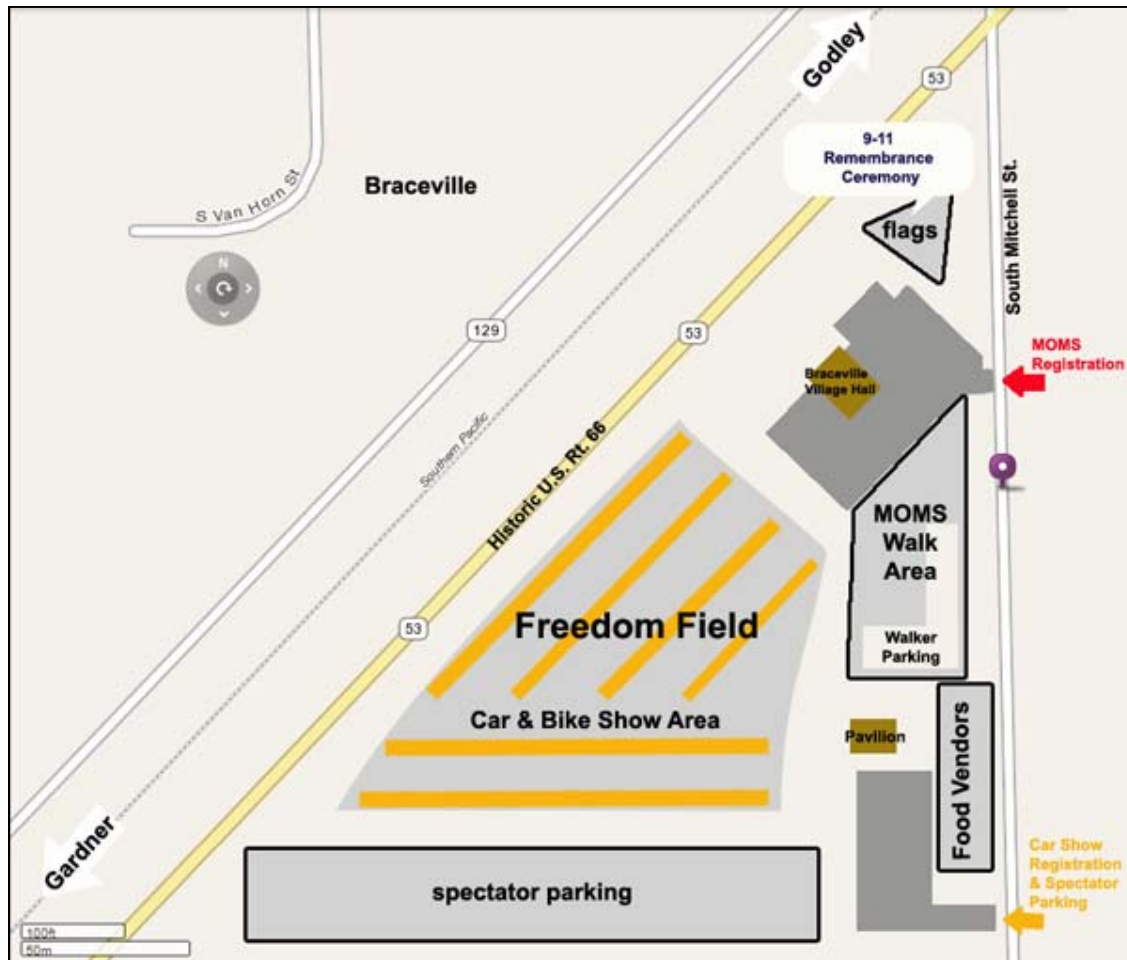 Godley
53
9-11
Remembrance
Ceremony
S Van Horn St
Braceville
flags
N
South Mitchell St.
129
53
MOMS
Registration
Braceville
Village Hall
Southern Pacific
Historic U.S. Rt. 66
MOMS
Walk
Area
Freedom Field
53
Walker
Parking
Car & Bike Show Area
Pavilion
Food Vendors
Gardner
Car Show
Registration
& Spectator
Parking
spectator parking
100ft
50m